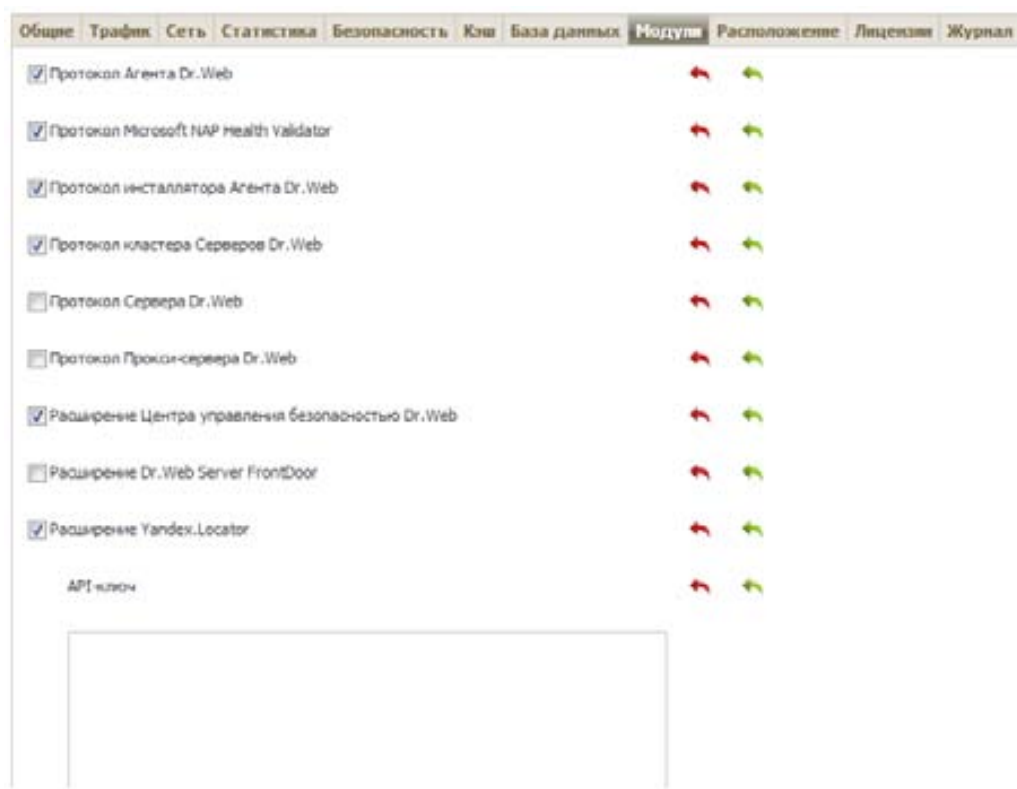 Общие Трафик Сеть Статистика Безопасность Кэш База данных Модули Расположение Лицензии Журнал
Протокол Агента Dr.Web
Протокол Microsoft NAP Health Validator
Протокол инсталлятора Агента Dr.Web
Протокол кластера Серверов Dr.Web
Протокол Сервера Dr.Web
Протокол Прокси-сервера Dr.Web
Расширение Центра управления безопасностью Dr.Web
Расширение Dr.Web Server FrontDoor
Расширение Yandex.Locator
API-ключ